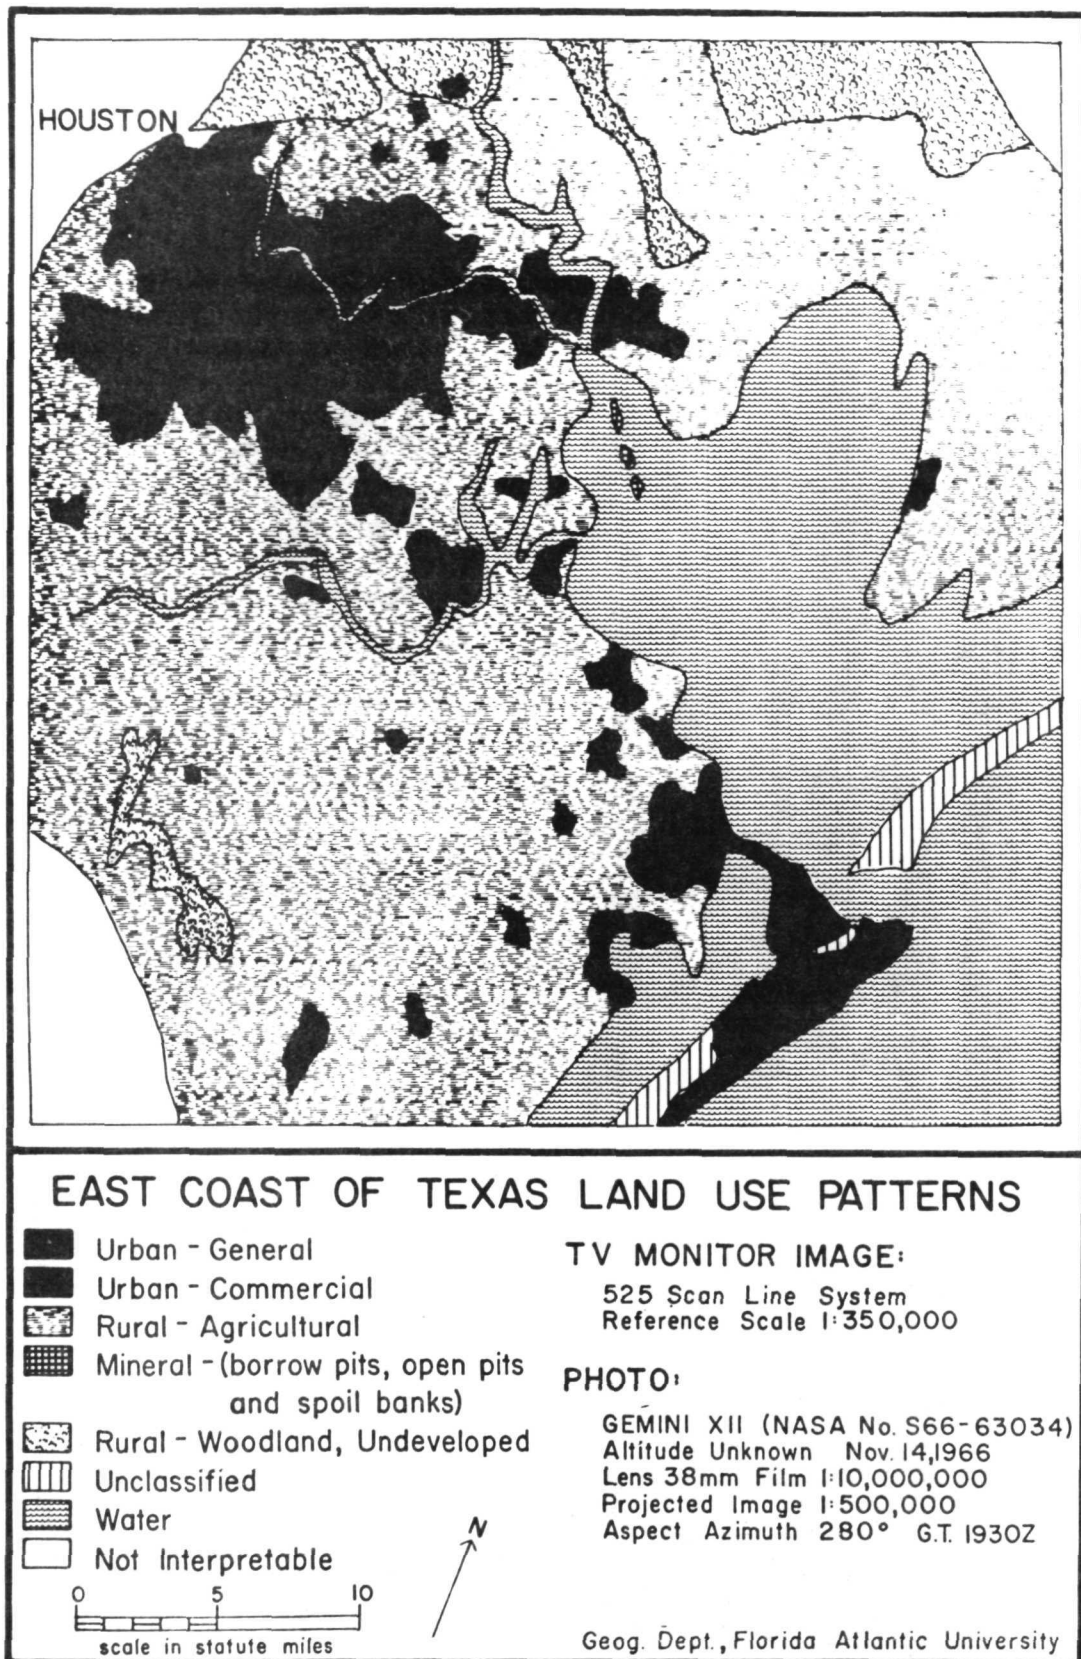 HOUSTON
EAST COAST OF TEXAS LAND USE PATTERNS
Urban - General
Urban - Commercial
Rural - Agricultural
Mineral - (borrow pits, open pits
and spoil banks)
Rural - Woodland, Undeveloped
Unclassified
Water
Not Interpretable
0 5 10
scale in statute miles
N
TV MONITOR IMAGE:
525 Scan Line System
Reference Scale 1:350,000
PHOTO:
GEMINI XII (NASA No. S66-63034)
Altitude Unknown Nov. 14,1966
Lens 38mm Film 1:10,000,000
Projected Image 1:500,000
Aspect Azimuth 280° G.T. 1930Z
Geog. Dept., Florida Atlantic University